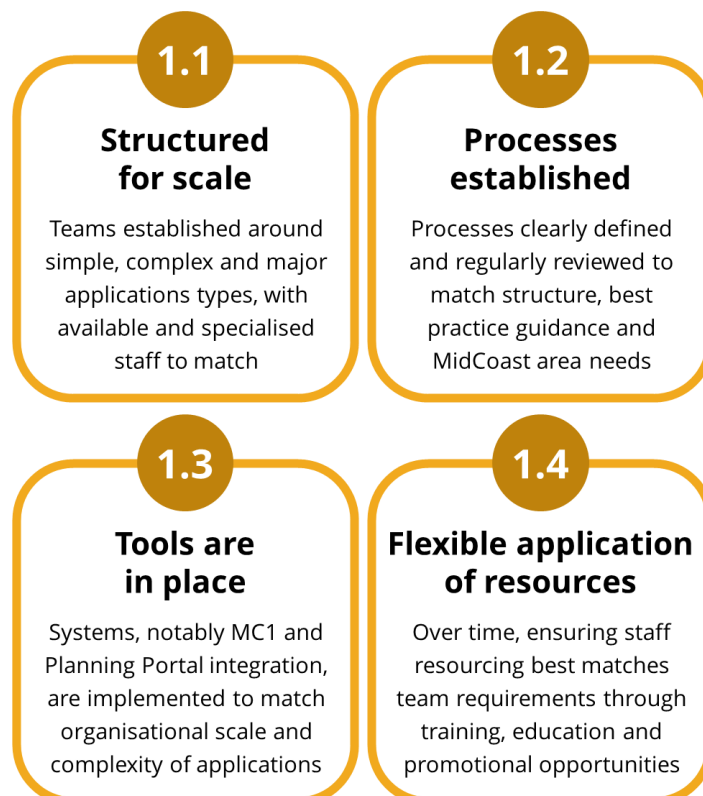 1.1
Structured
for scale
Teams established around
simple, complex and major
applications types, with
available and specialised
staff to match
1.2
Processes
established
Processes clearly defined
and regularly reviewed to
match structure, best
practice guidance and
MidCoast area needs
1.3
Tools are
in place
Systems, notably MC1 and
Planning Portal integration,
are implemented to match
organisational scale and
complexity of applications
1.4
Flexible application
of resources
Over time, ensuring staff
resourcing best matches
team requirements through
training, education and
promotional opportunities